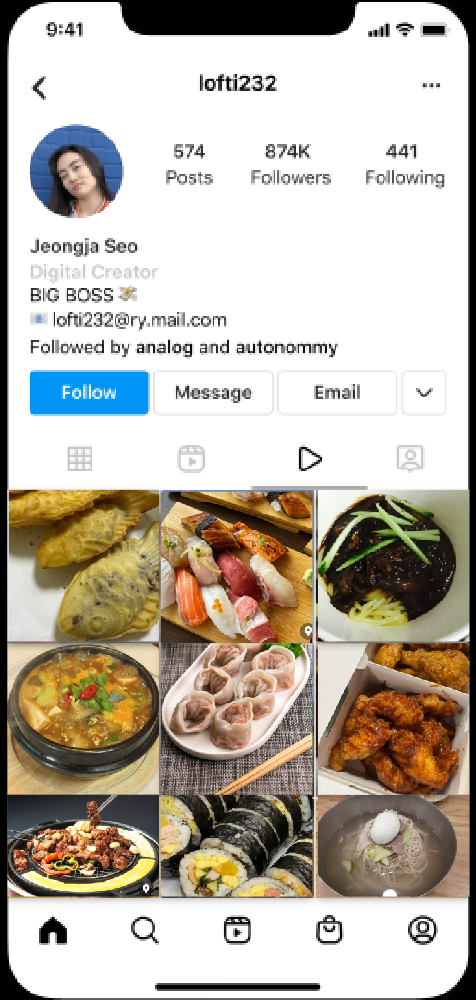 9:41
lofti232
574 874K 441
Posts Followers Following
Jeongja Seo
Digital Creator
BIG BOSS
lofti232@ry.mail.com
Followed by analog and autonommy
Follow Message Email